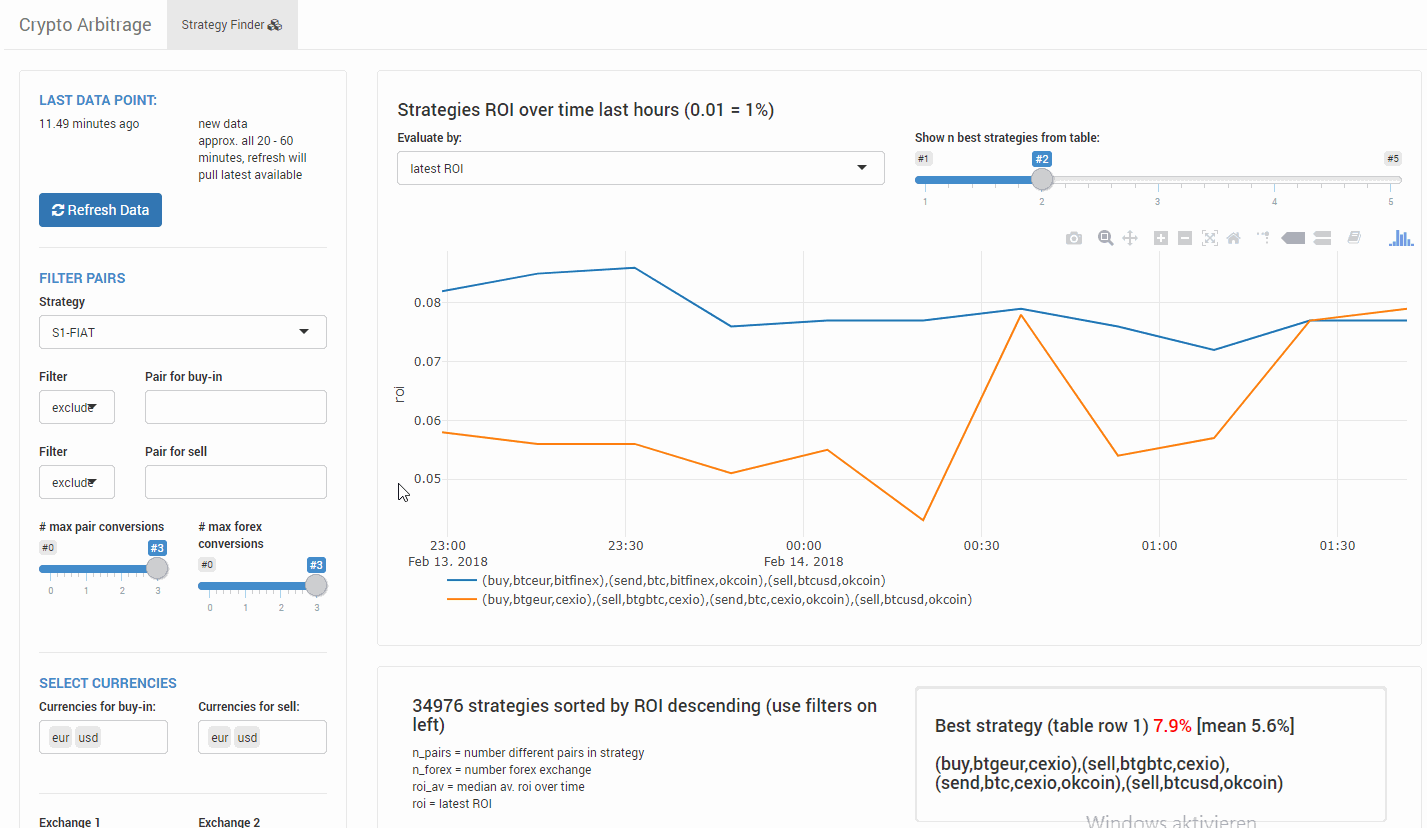 Crypto Arbitrage
Strategy Finder
LAST DATA POINT:
11.49 minutes ago
new data
approx. all 20 - 60
minutes, refresh will
pull latest available
Refresh Data
FILTER PAIRS
Strategy
S1-FIAT
Filter
Pair for buy-in
exclude
Filter
Pair for sell
exclude
# max pair conversions
#0
#3
0 1 2 3
# max forex
conversions
#0
#3
0 1 2 3
SELECT CURRENCIES
Currencies for buy-in:
Currencies for sell:
eur usd
eur usd
Exchange 1
Exchange 2
Strategies ROI over time last hours (0.01 = 1%)
Evaluate by:
latest ROI
Show n best strategies from table:
#1
#2
#5
1 2 3 4 5
roi
0.08
0.07
0.06
0.05
23:00 23:30 00:00 00:30 01:00 01:30
Feb 13, 2018 Feb 14, 2018
(buy,btceur,bitfinex),(send,btc,bitfinex,okcoin),(sell,btcusd,okcoin)
(buy,btgeur,cexio),(sell,btgbtc,cexio),(send,btc,cexio,okcoin),(sell,btcusd,okcoin)
34976 strategies sorted by ROI descending (use filters on
left)
n_pairs = number different pairs in strategy
n_forex = number forex exchange
roi_av = median av. roi over time
roi = latest ROI
Best strategy (table row 1) 7.9% [mean 5.6%]
(buy,btgeur,cexio),(sell,btgbtc,cexio),
(send,btc,cexio,okcoin),(sell,btcusd,okcoin)
Windows aktivieren